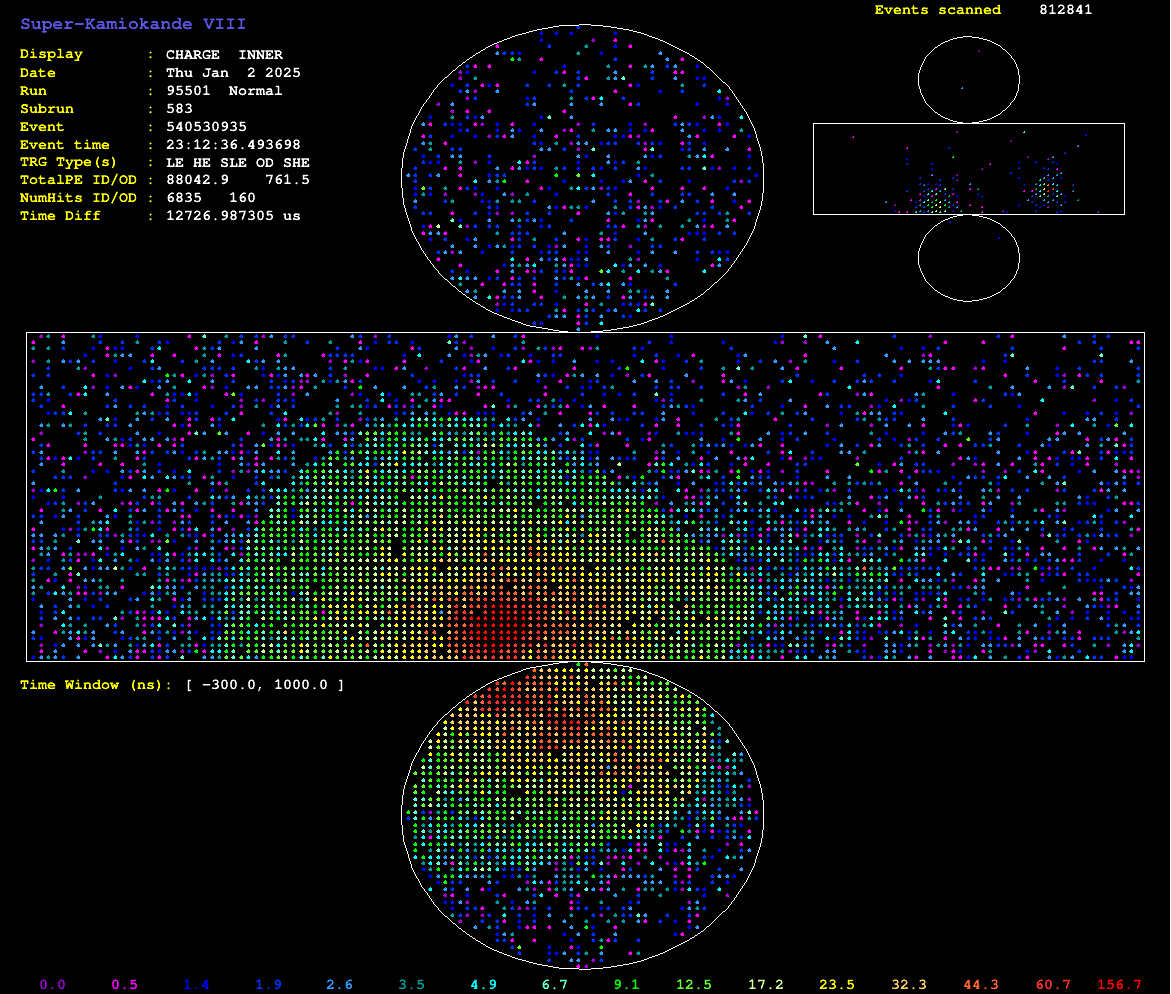 Super-Kamiokande VIII
Events scanned 812841
Display : CHARGE INNER
Date : Thu Jan 2 2025
Run : 95501 Normal
Subrun : 583
Event : 540530935
Event time : 23:12:36.493698
TRG Type(s) : LE HE SLE OD SHE
TotalPE ID/OD : 88042.9 761.5
NumHits ID/OD : 6835 160
Time Diff : 12726.987305 us
Time Window (ns): [ −300.0, 1000.0 ]
0.0 0.5 1.4 1.9 2.6 3.5 4.9 6.7 9.1 12.5 17.2 23.5 32.3 44.3 60.7 156.7